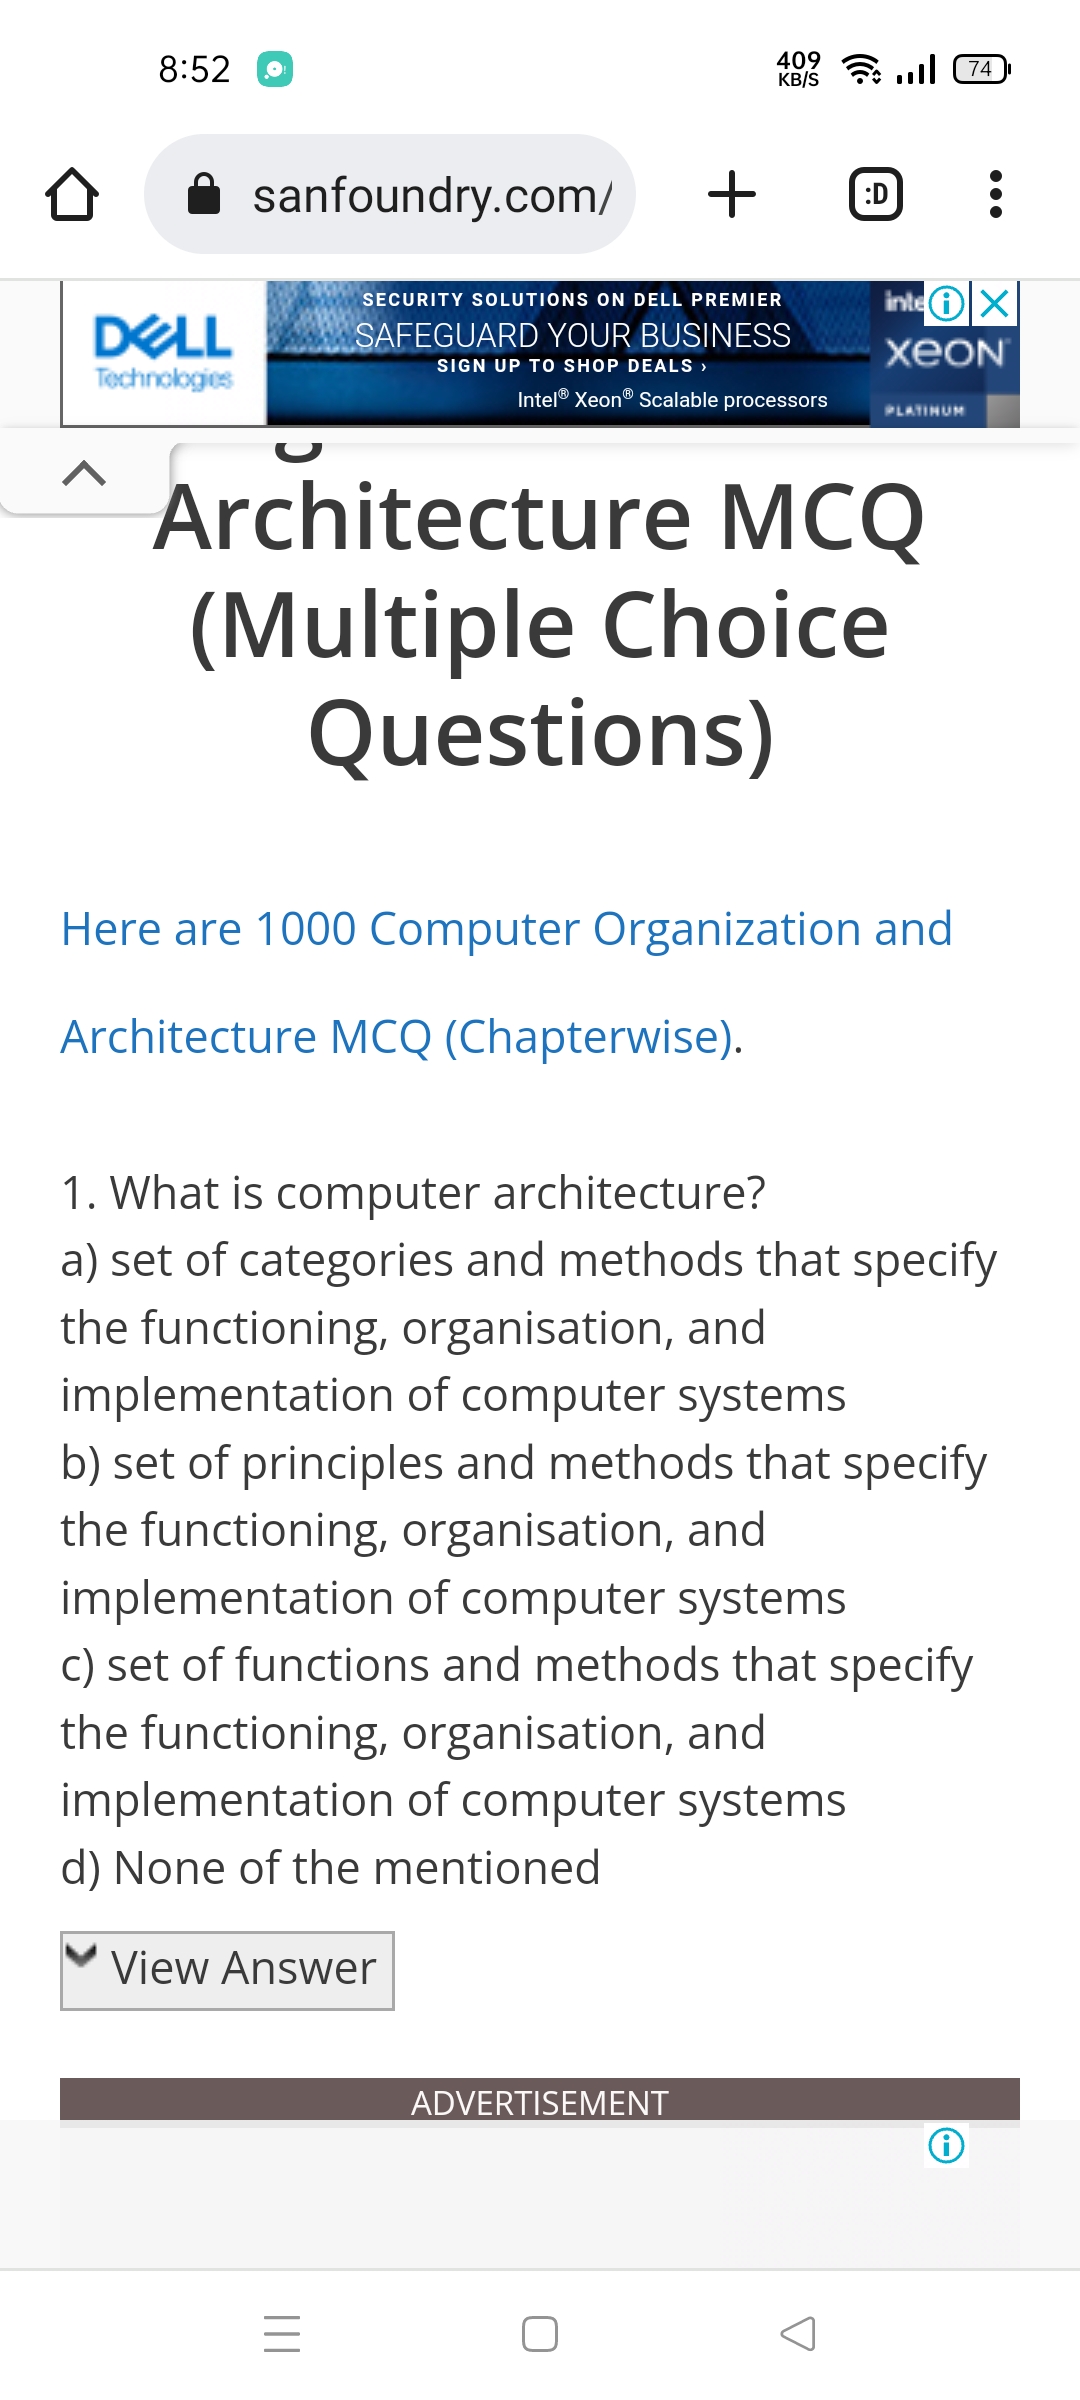 8:52
409
KB/S
74
sanfoundry.com/
:D
DELL
Technologies
SECURITY SOLUTIONS ON DELL PREMIER
SAFEGUARD YOUR BUSINESS
SIGN UP TO SHOP DEALS ›
Intel® Xeon® Scalable processors
inte
xeon
PLATINUM
Architecture MCQ
(Multiple Choice
Questions)
Here are 1000 Computer Organization and
Architecture MCQ (Chapterwise).
1. What is computer architecture?
a) set of categories and methods that specify
the functioning, organisation, and
implementation of computer systems
b) set of principles and methods that specify
the functioning, organisation, and
implementation of computer systems
c) set of functions and methods that specify
the functioning, organisation, and
implementation of computer systems
d) None of the mentioned
View Answer
ADVERTISEMENT